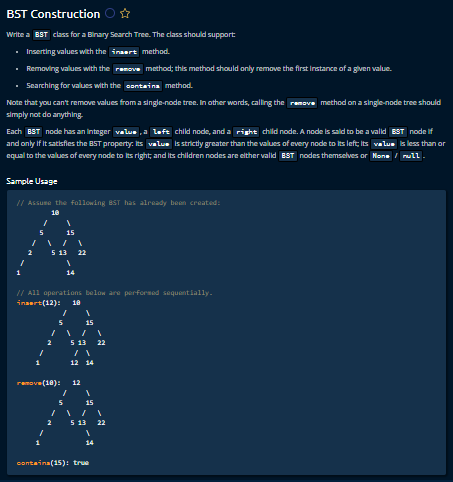 BST Construction
Write a BST class for a Binary Search Tree. The class should support:
Inserting values with the insert method.
Removing values with the remove method; this method should only remove the first instance of a given value.
Searching for values with the contains method.
Note that you can't remove values from a single-node tree. In other words, calling the remove method on a single-node tree should
simply not do anything.
Each BST node has an integer value, a left child node, and a right child node. A node is said to be a valid BST node if
and only if it satisfies the BST property: its value is strictly greater than the values of every node to its left; its value is less than or
equal to the values of every node to its right; and its children nodes are either valid BST nodes themselves or None / null.
Sample Usage
// Assume the following BST has already been created:
10
/ \
5 15
/ \ / \
2 5 13 22
/ \
1 14
// All operations below are performed sequentially.
insert(12): 10
/ \
5 15
/ \ / \
2 5 13 22
/ / \
1 12 14
remove(10): 12
/ \
5 15
/ \ / \
2 5 13 22
/ \
1 14
contains(15): true